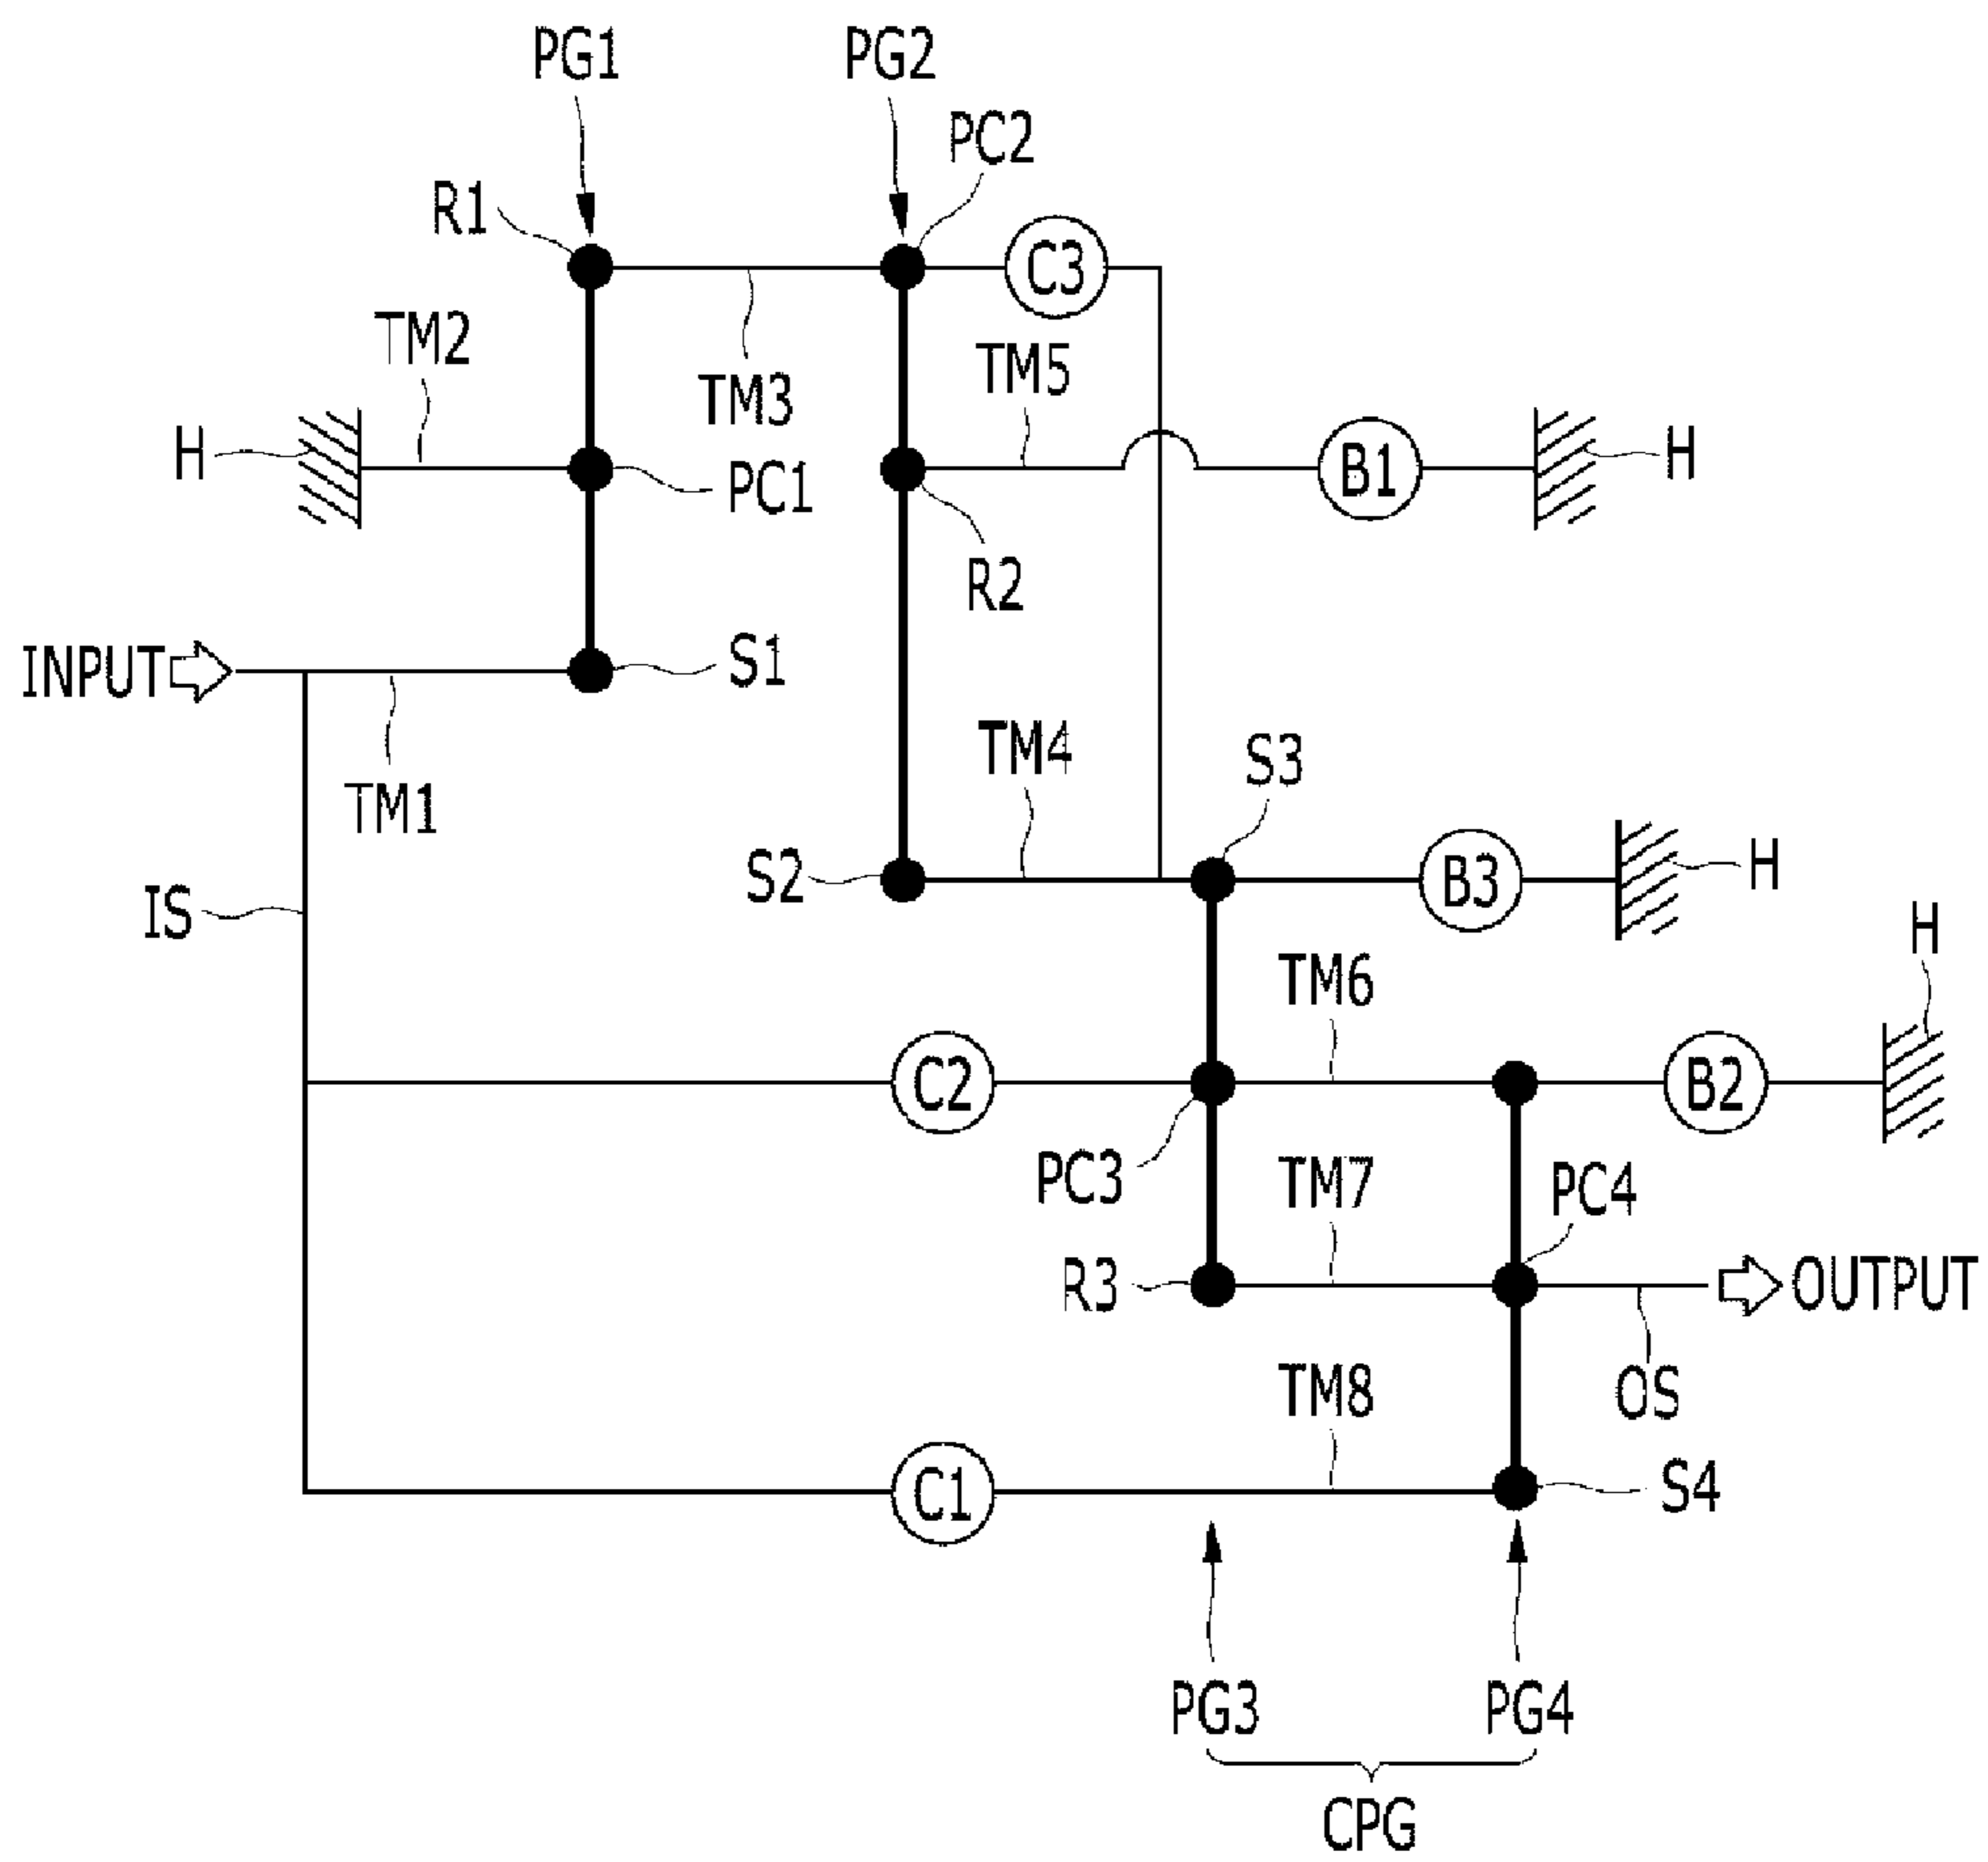 PG1
PG2
PC2
R1
C3
TM2
TM3
TM5
H
PC1
B1
H
R2
INPUT
S1
TM4
S3
TM1
S2
B3
H
IS
H
TM6
C2
B2
PC3
TM7
PC4
R3
OUTPUT
TM8
OS
C1
S4
PG3
PG4
CPG